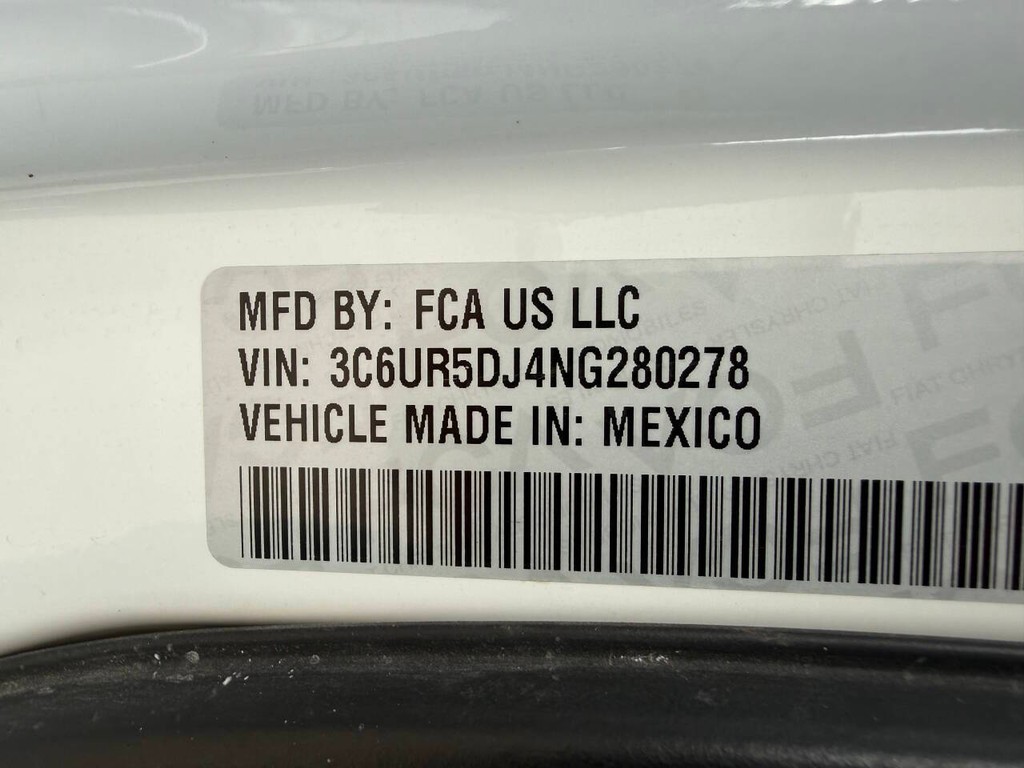 MFD BY: FCA US LLC
VIN: 3C6UR5DJ4NG280278
VEHICLE MADE IN: MEXICO